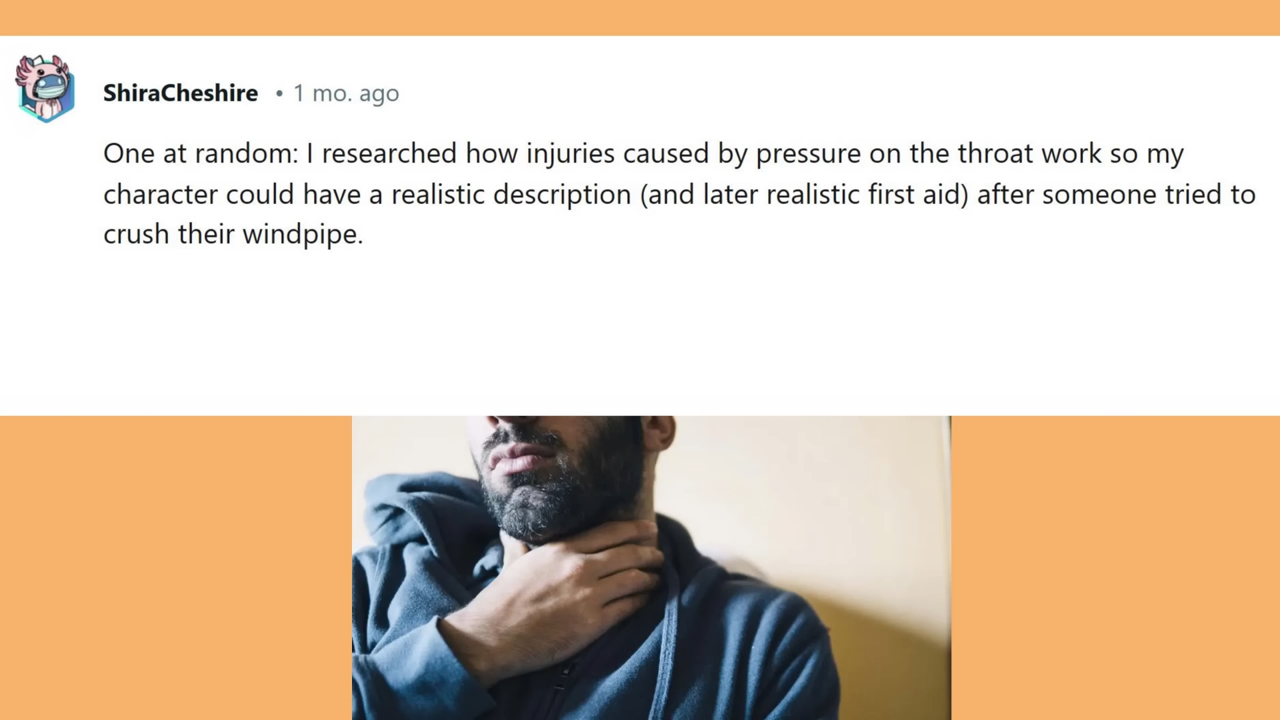 ShiraCheshire • 1 mo. ago
One at random: I researched how injuries caused by pressure on the throat work so my
character could have a realistic description (and later realistic first aid) after someone tried to
crush their windpipe.